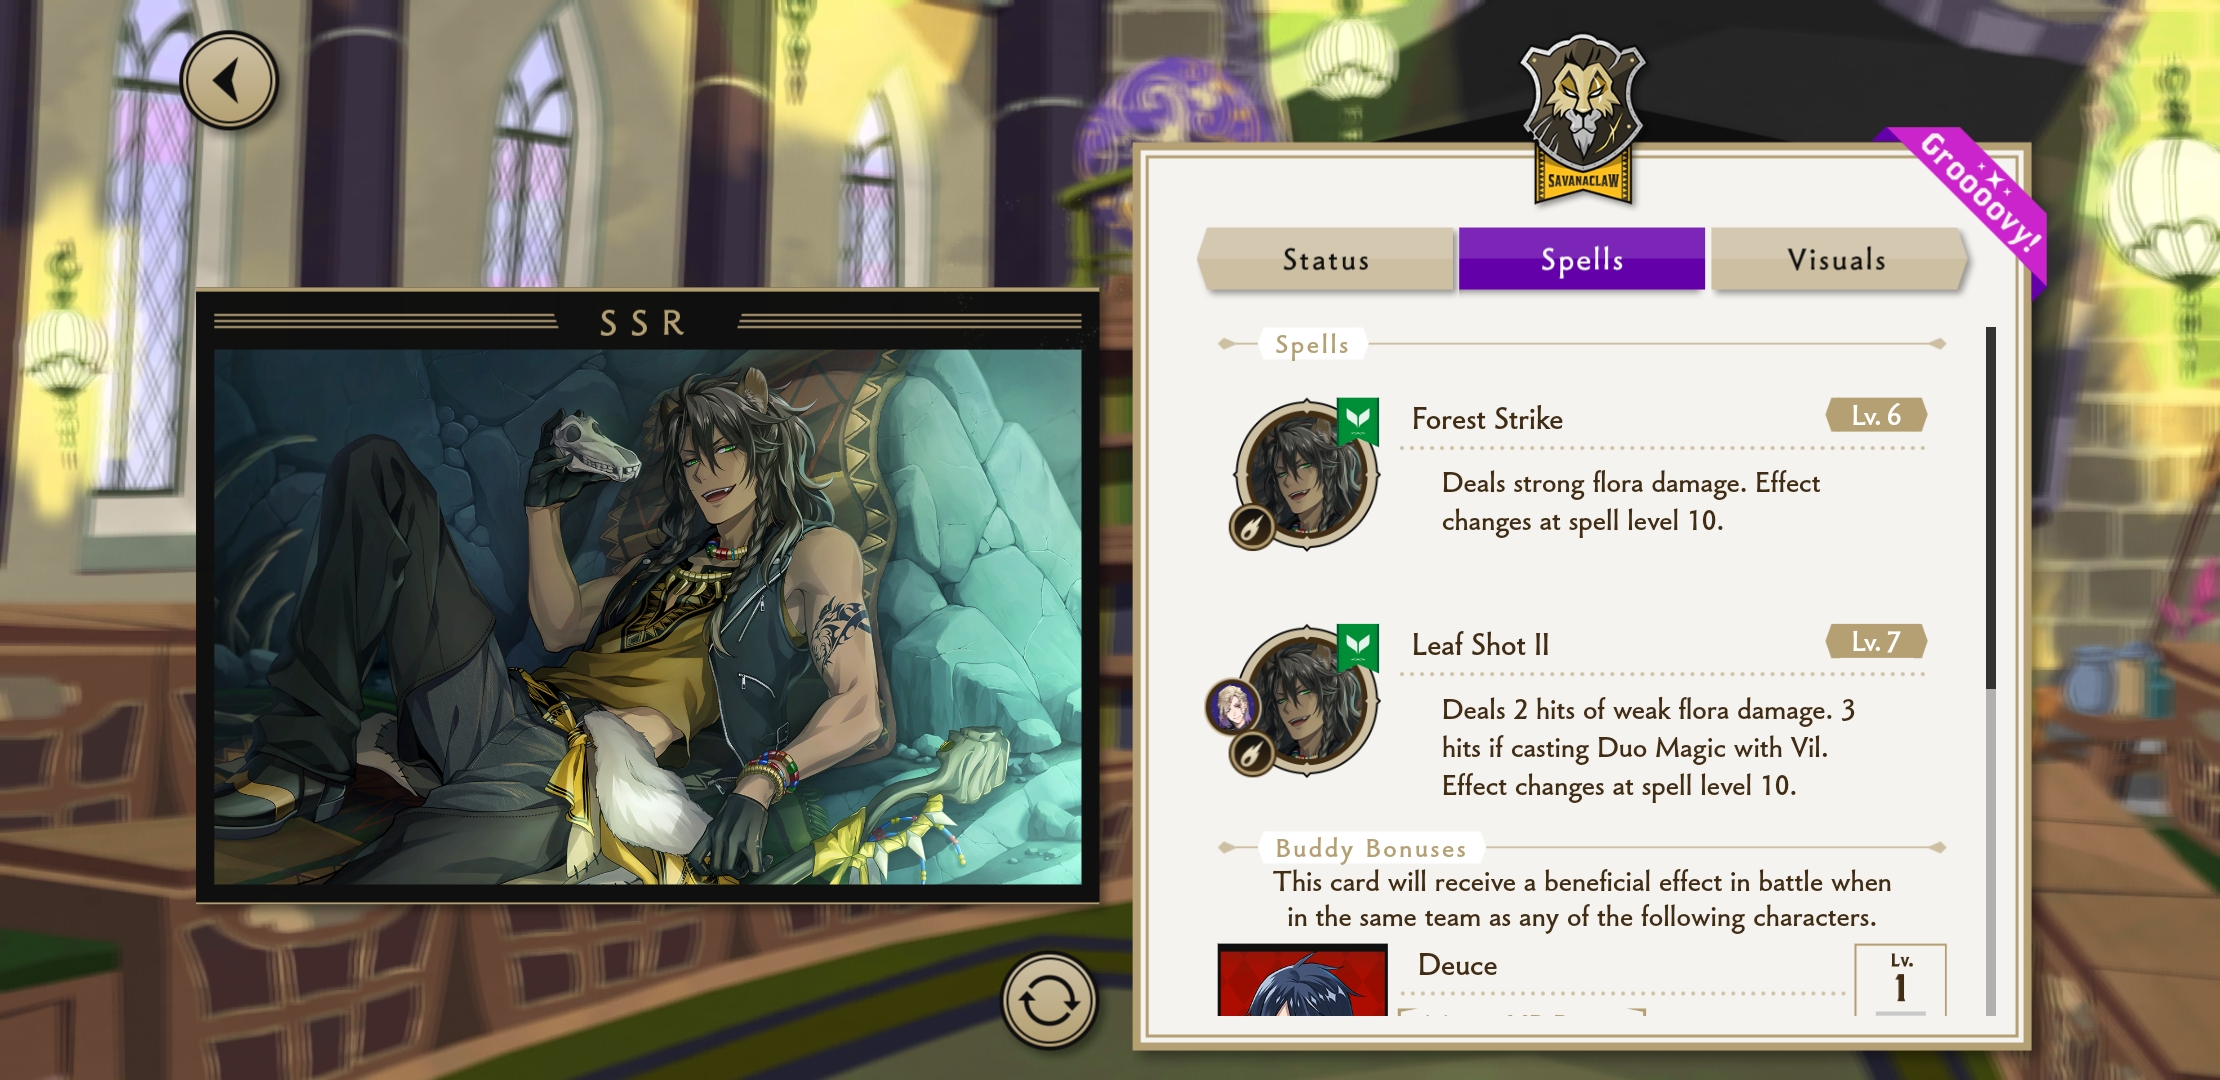 SSR
SAVANACLAW
Groooovy!
Status
Spells
Visuals
Spells
Forest Strike
Lv. 6
Deals strong flora damage. Effect
changes at spell level 10.
Leaf Shot II
Lv. 7
Deals 2 hits of weak flora damage. 3
hits if casting Duo Magic with Vil.
Effect changes at spell level 10.
Buddy Bonuses
This card will receive a beneficial effect in battle when
in the same team as any of the following characters.
Deuce
Lv.
1